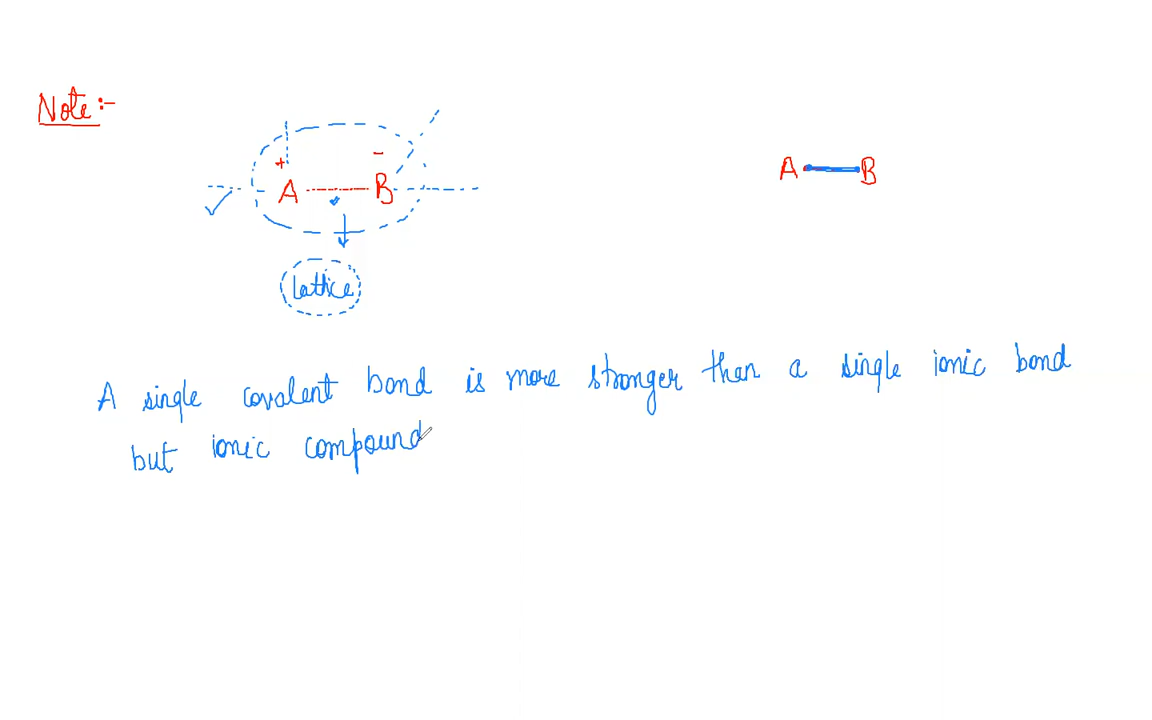 Note :-
+ -
A B
A B
Lattice
A single covalent bond is more stronger than a single ionic bond
but ionic compound